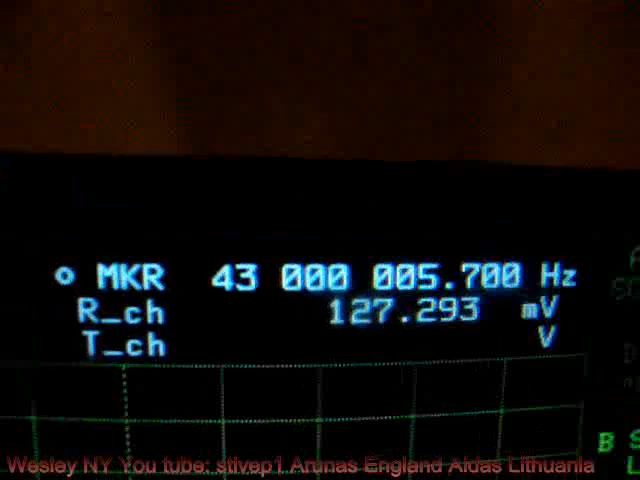 o MKR 43 000 005.700 Hz
R_ch 127.293 mV
T_ch V
B S
L
Wesley NY You tube: stivep1 Arunas England Aidas Lithuania